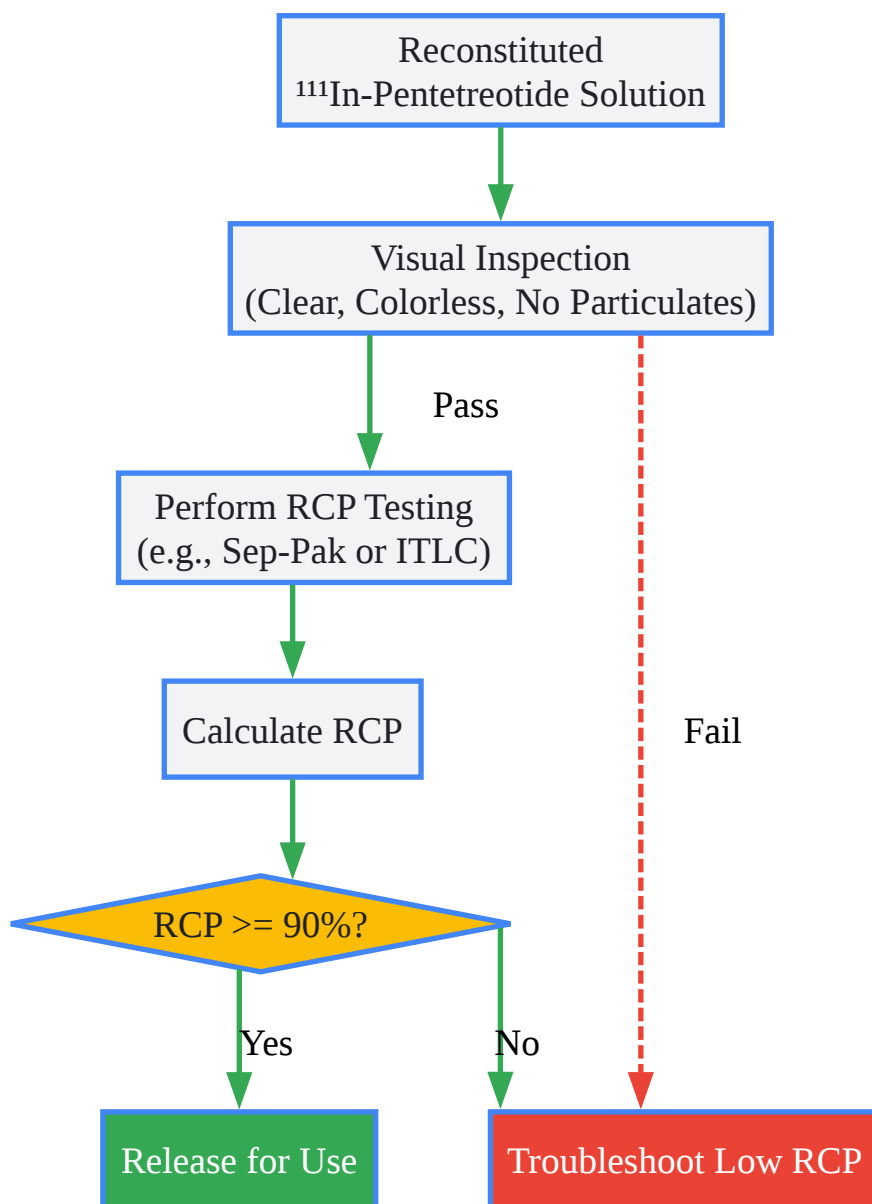 Reconstituted
¹¹¹In-Pentetreotide Solution
Visual Inspection
(Clear, Colorless, No Particulates)
Pass
Perform RCP Testing
(e.g., Sep-Pak or ITLC)
Calculate RCP
Fail
RCP >= 90%?
Yes
No
Release for Use
Troubleshoot Low RCP